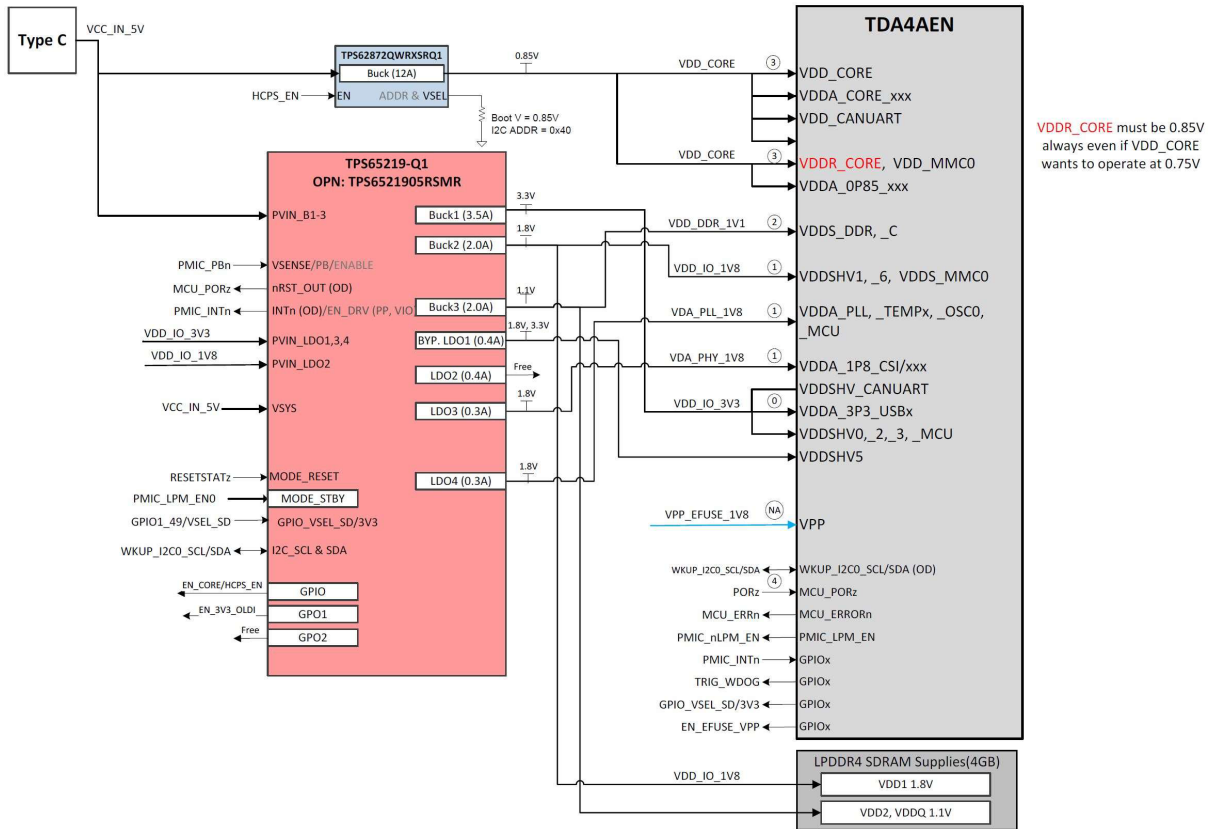 Type C
VCC_IN_5V
TPS62872QWRXSRQ1
Buck (12A)
HCPS_EN
EN
ADDR & VSEL
Boot V = 0.85V
I2C ADDR = 0x40
0.85V
VDD_CORE
3
VDD_CORE
3
TDA4AEN
VDD_CORE
VDDA_CORE_xxx
VDD_CANUART
VDDR_CORE, VDD_MMC0
VDDA_0P85_xxx
VDDR_CORE must be 0.85V
always even if VDD_CORE
wants to operate at 0.75V
TPS65219-Q1
OPN: TPS6521905RSMR
PVIN_B1-3
PMIC_PBn
VSENSE/PB/ENABLE
MCU_PORz
nRST_OUT (OD)
PMIC_INTn
INTn (OD)/EN_DRV (PP, VIO)
VDD_IO_3V3
PVIN_LDO1,3,4
VDD_IO_1V8
PVIN_LDO2
VCC_IN_5V
VSYS
RESETSTATz
MODE_RESET
PMIC_LPM_EN0
MODE_STBY
GPIO1_49/VSEL_SD
GPIO_VSEL_SD/3V3
WKUP_I2C0_SCL/SDA
I2C_SCL & SDA
EN_CORE/HCPS_EN
GPIO
EN_3V3_OLDI
GPO1
Free
GPO2
Buck1 (3.5A)
3.3V
Buck2 (2.0A)
1.8V
Buck3 (2.0A)
1.1V
BYP. LDO1 (0.4A)
1.8V, 3.3V
LDO2 (0.4A)
Free
LDO3 (0.3A)
1.8V
LDO4 (0.3A)
1.8V
VDD_DDR_1V1
2
VDDS_DDR, _C
VDD_IO_1V8
1
VDDSHV1, _6, VDDS_MMC0
VDA_PLL_1V8
1
VDDA_PLL, _TEMPx, _OSC0,
_MCU
VDA_PHY_1V8
1
VDDA_1P8_CSI/xxx
VDDSHV_CANUART
VDD_IO_3V3
0
VDDA_3P3_USBx
VDDSHV0,_2,_3, _MCU
VDDSHV5
VPP_EFUSE_1V8
NA
VPP
WKUP_I2C0_SCL/SDA
WKUP_I2C0_SCL/SDA (OD)
PORz
4
MCU_PORz
MCU_ERRn
MCU_ERRORn
PMIC_nLPM_EN
PMIC_LPM_EN
PMIC_INTn
GPIOx
TRIG_WDOG
GPIOx
GPIO_VSEL_SD/3V3
GPIOx
EN_EFUSE_VPP
GPIOx
LPDDR4 SDRAM Supplies(4GB)
VDD_IO_1V8
VDD1 1.8V
VDD2, VDDQ 1.1V